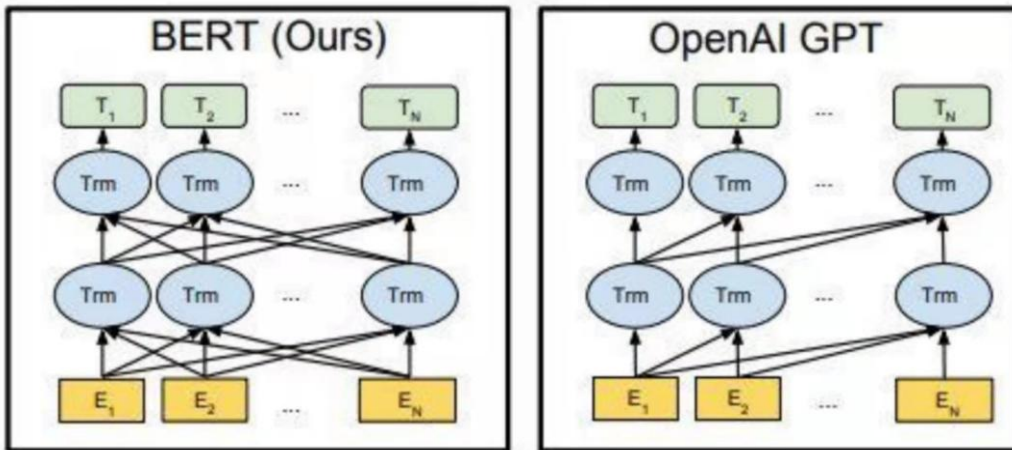 BERT (Ours)
T1 T2 ... TN
Trm Trm ... Trm
Trm Trm ... Trm
E1 E2 ... EN
OpenAI GPT
T1 T2 ... TN
Trm Trm ... Trm
Trm Trm ... Trm
E1 E2 ... EN